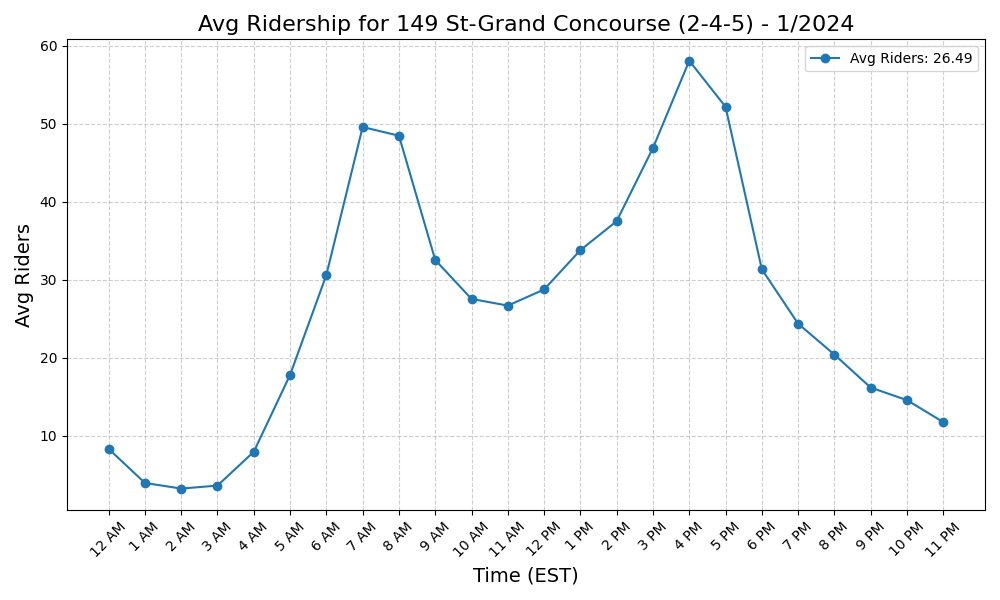 Avg Ridership for 149 St-Grand Concourse (2-4-5) - 1/2024
Avg Riders: 26.49
60
50
40
30
20
10
Avg Riders
12 AM
1 AM
2 AM
3 AM
4 AM
5 AM
6 AM
7 AM
8 AM
9 AM
10 AM
11 AM
12 PM
1 PM
2 PM
3 PM
4 PM
5 PM
6 PM
7 PM
8 PM
9 PM
10 PM
11 PM
Time (EST)